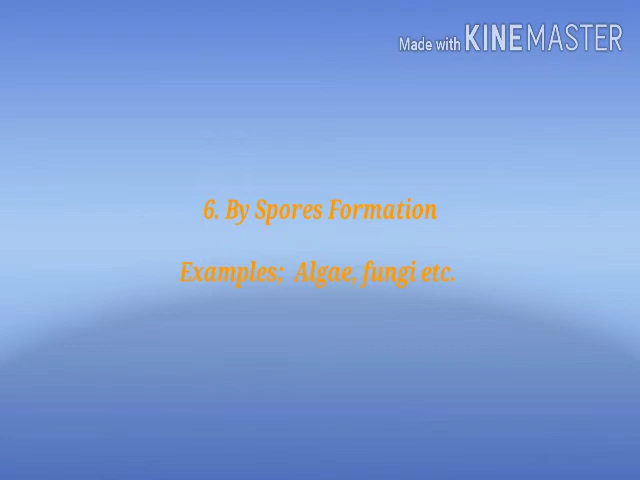 Made with KINEMASTER
6. By Spores Formation
Examples: Algae, fungi etc.